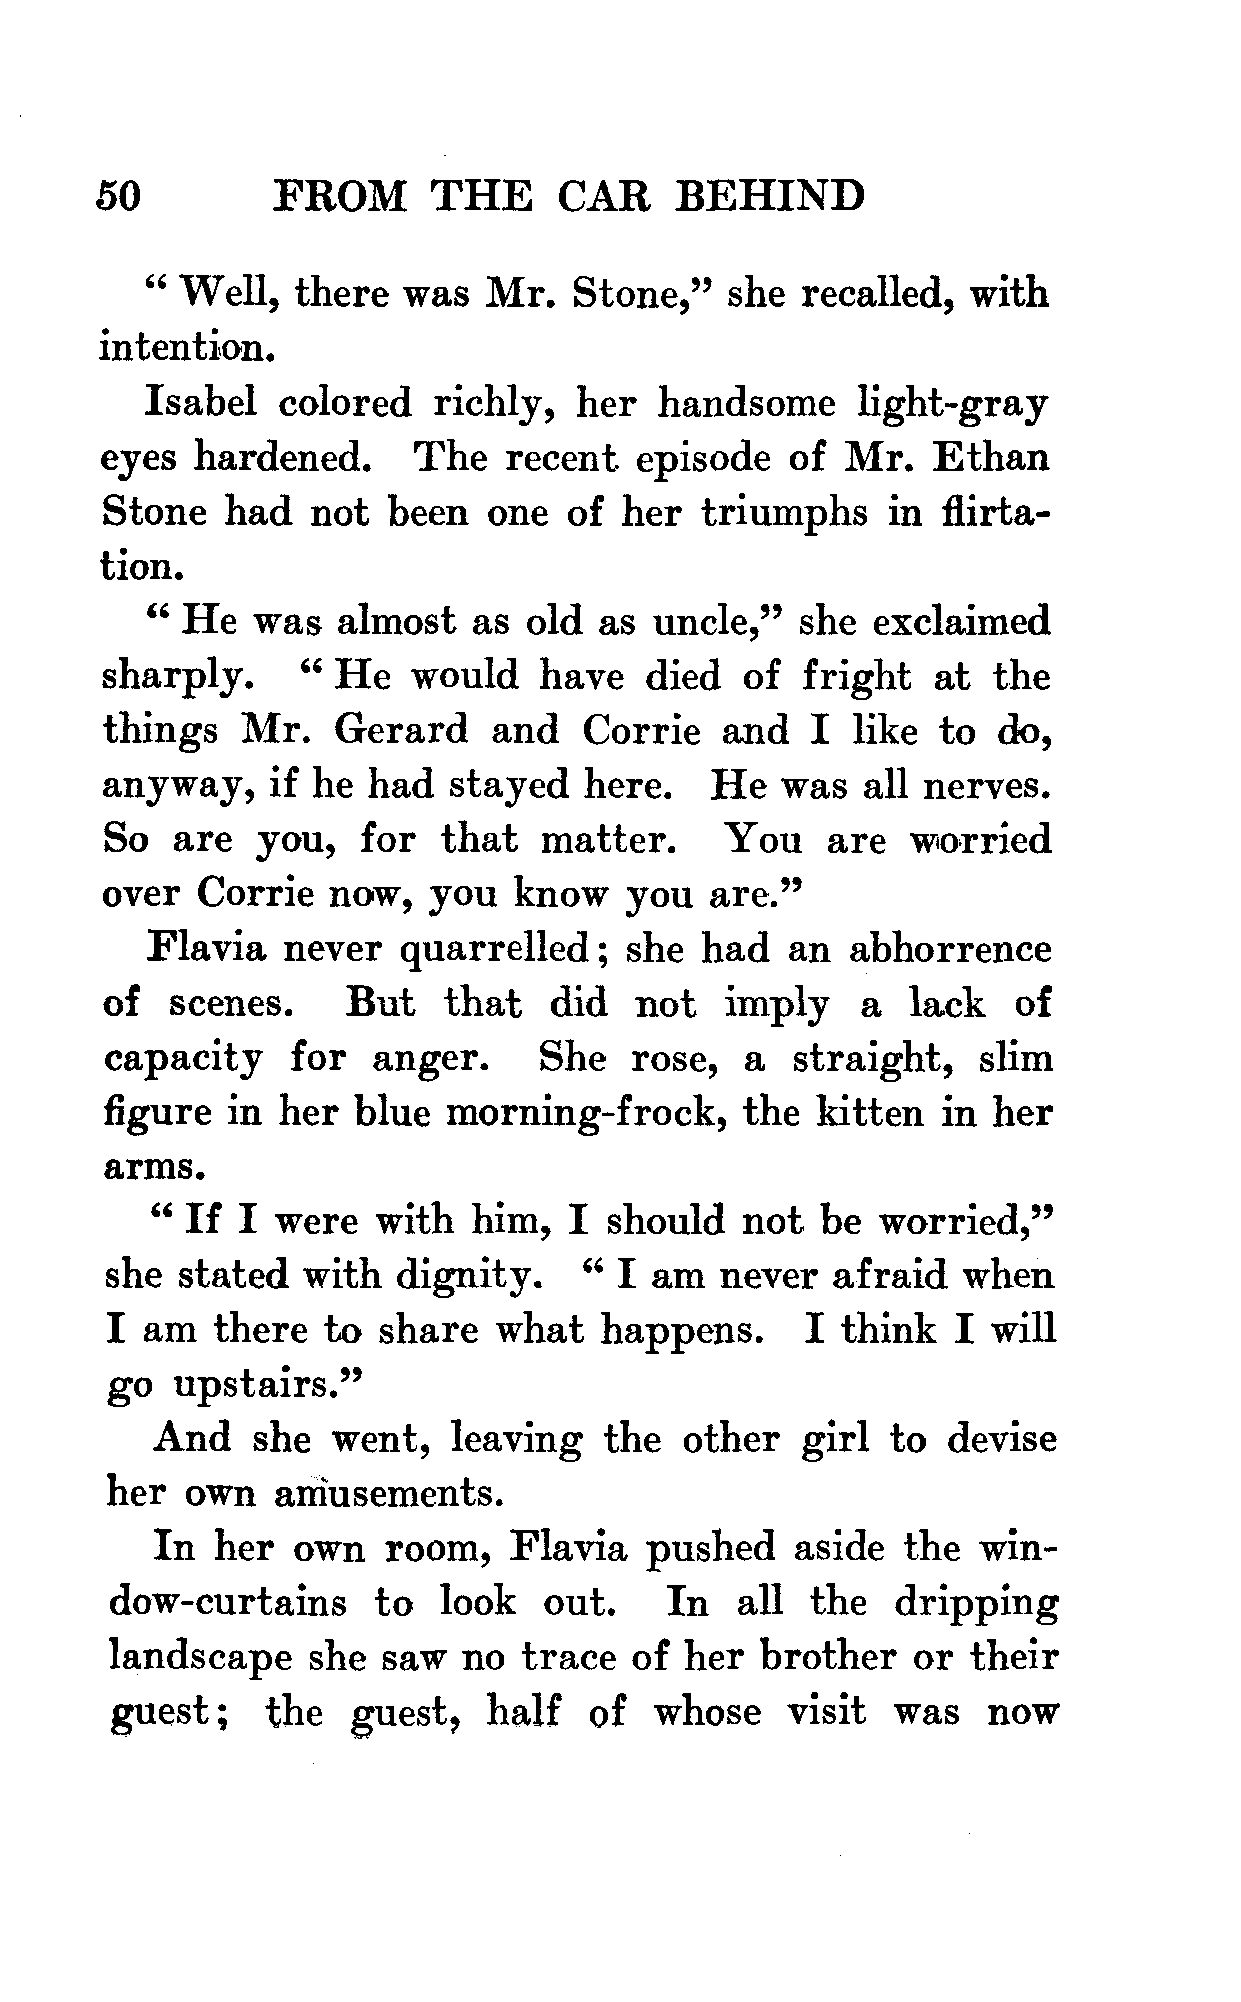 50 FROM THE CAR BEHIND
“ Well, there was Mr. Stone,” she recalled, with
intention.
Isabel colored richly, her handsome light-gray
eyes hardened. The recent episode of Mr. Ethan
Stone had not been one of her triumphs in flirta-
tion.
“ He was almost as old as uncle,” she exclaimed
sharply. “ He would have died of fright at the
things Mr. Gerard and Corrie and I like to do,
anyway, if he had stayed here. He was all nerves.
So are you, for that matter. You are worried
over Corrie now, you know you are.”
Flavia never quarrelled; she had an abhorrence
of scenes. But that did not imply a lack of
capacity for anger. She rose, a straight, slim
figure in her blue morning-frock, the kitten in her
arms.
“ If I were with him, I should not be worried,”
she stated with dignity. “ I am never afraid when
I am there to share what happens. I think I will
go upstairs.”
And she went, leaving the other girl to devise
her own amusements.
In her own room, Flavia pushed aside the win-
dow-curtains to look out. In all the dripping
landscape she saw no trace of her brother or their
guest; the guest, half of whose visit was now